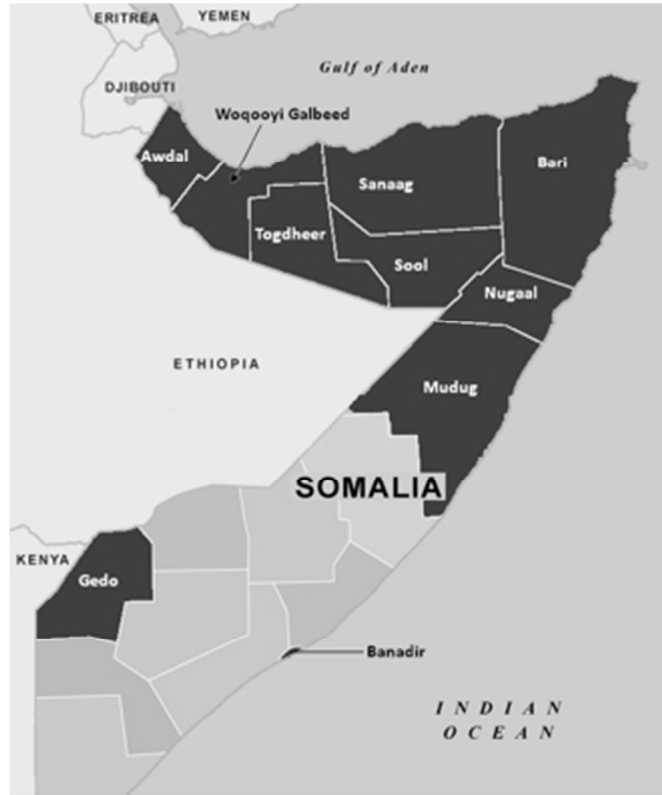 ERITREA
YEMEN
Gulf of Aden
DJIBOUTI
Woqooyi Galbeed
Awdal
Bari
Sanaag
Togdheer
Sool
Nugaal
ETHIOPIA
Mudug
SOMALIA
KENYA
Gedo
Banadir
INDIAN
OCEAN